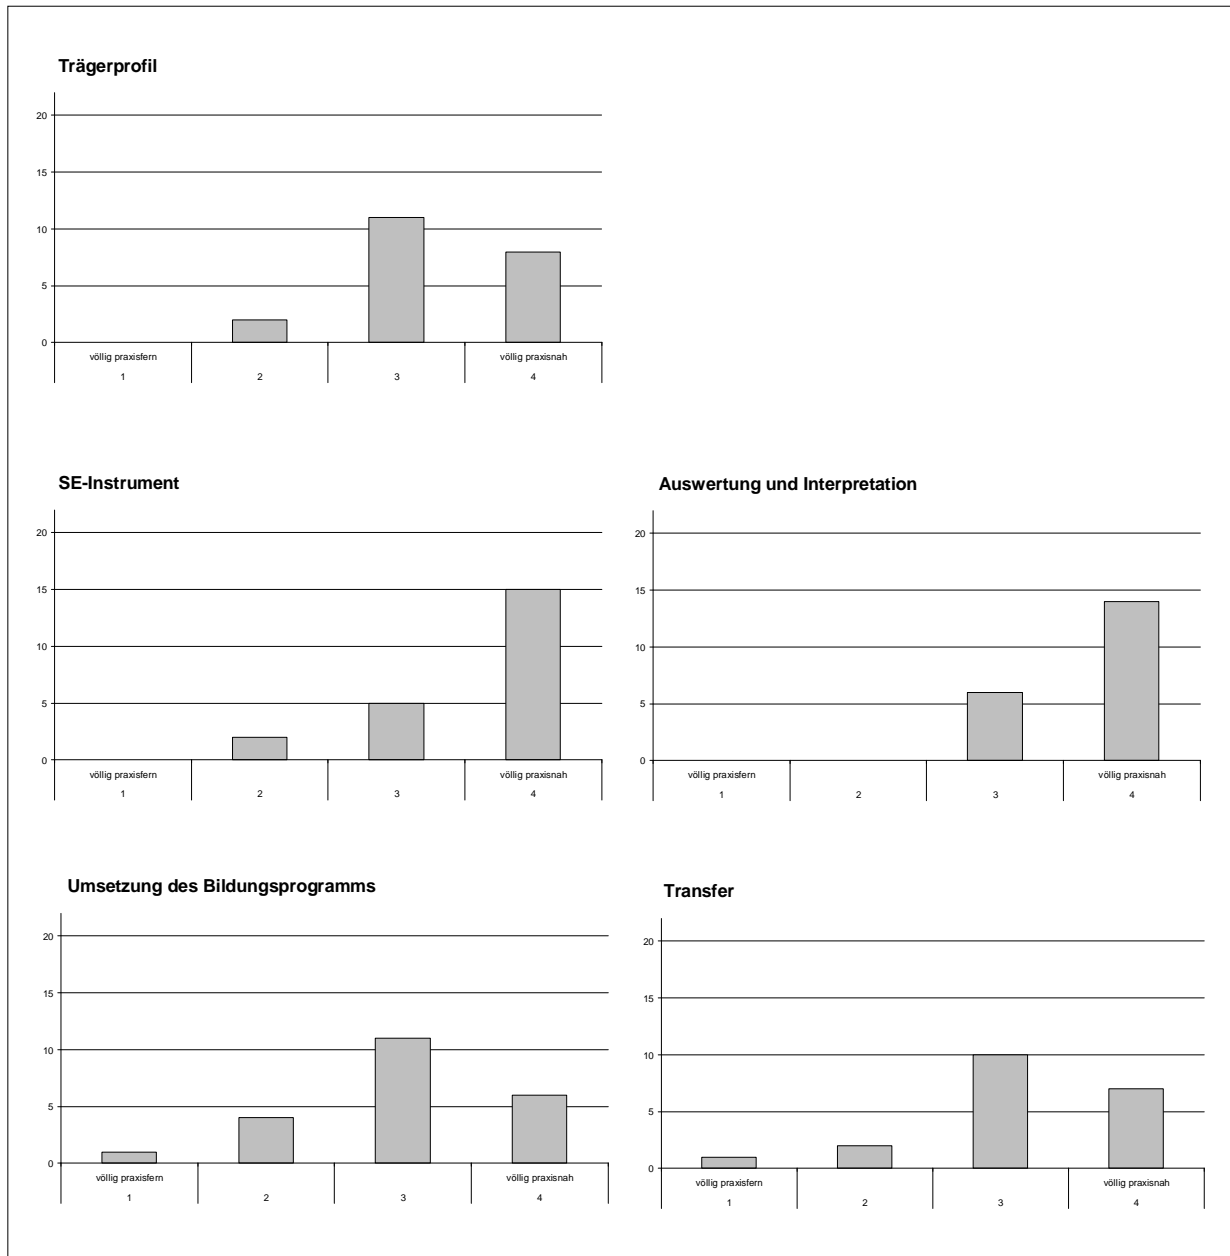 Trägerprofil
20
15
10
5
0
völlig praxisfern völlig praxisnah
1 2 3 4
SE-Instrument
20
15
10
5
0
völlig praxisfern völlig praxisnah
1 2 3 4
Auswertung und Interpretation
20
15
10
5
0
völlig praxisfern völlig praxisnah
1 2 3 4
Umsetzung des Bildungsprogramms
20
15
10
5
0
völlig praxisfern völlig praxisnah
1 2 3 4
Transfer
20
15
10
5
0
völlig praxisfern völlig praxisnah
1 2 3 4